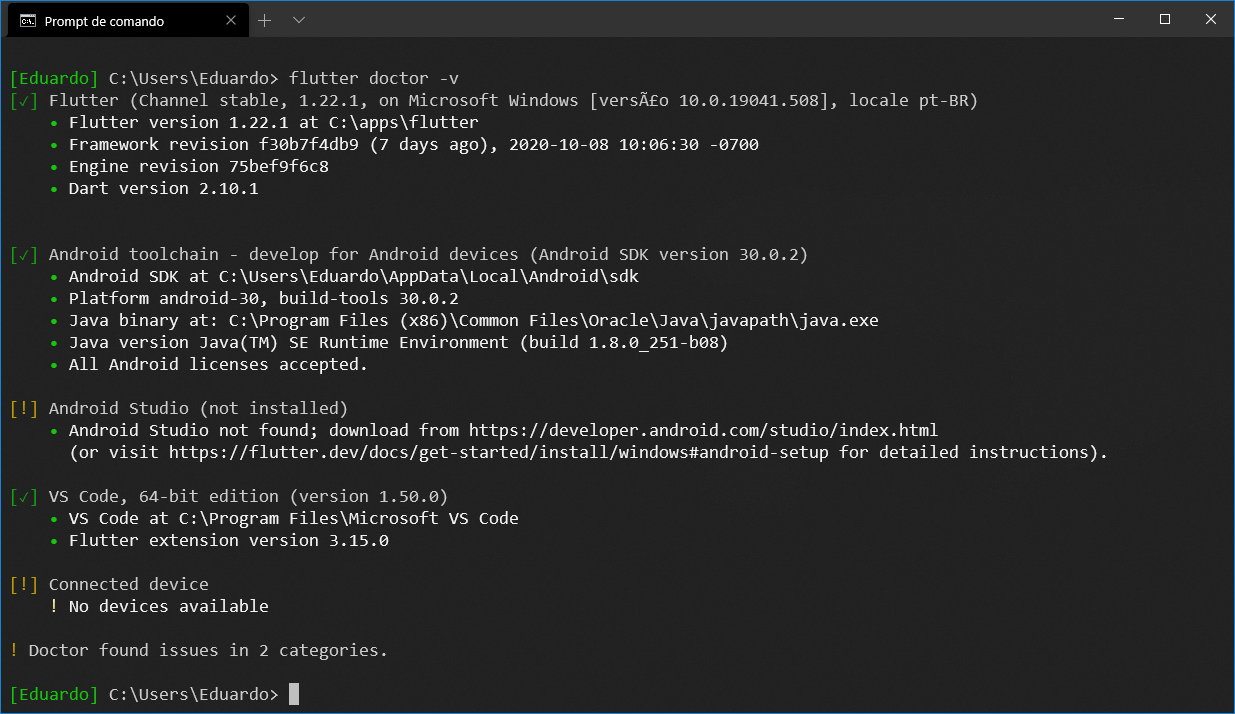 Prompt de comando
[Eduardo] C:\Users\Eduardo> flutter doctor -v
[✓] Flutter (Channel stable, 1.22.1, on Microsoft Windows [versÃ£o 10.0.19041.508], locale pt-BR)
• Flutter version 1.22.1 at C:\apps\flutter
• Framework revision f30b7f4db9 (7 days ago), 2020-10-08 10:06:30 -0700
• Engine revision 75bef9f6c8
• Dart version 2.10.1
[✓] Android toolchain - develop for Android devices (Android SDK version 30.0.2)
• Android SDK at C:\Users\Eduardo\AppData\Local\Android\sdk
• Platform android-30, build-tools 30.0.2
• Java binary at: C:\Program Files (x86)\Common Files\Oracle\Java\javapath\java.exe
• Java version Java(TM) SE Runtime Environment (build 1.8.0_251-b08)
• All Android licenses accepted.
[!] Android Studio (not installed)
• Android Studio not found; download from https://developer.android.com/studio/index.html
(or visit https://flutter.dev/docs/get-started/install/windows#android-setup for detailed instructions).
[✓] VS Code, 64-bit edition (version 1.50.0)
• VS Code at C:\Program Files\Microsoft VS Code
• Flutter extension version 3.15.0
[!] Connected device
! No devices available
! Doctor found issues in 2 categories.
[Eduardo] C:\Users\Eduardo>